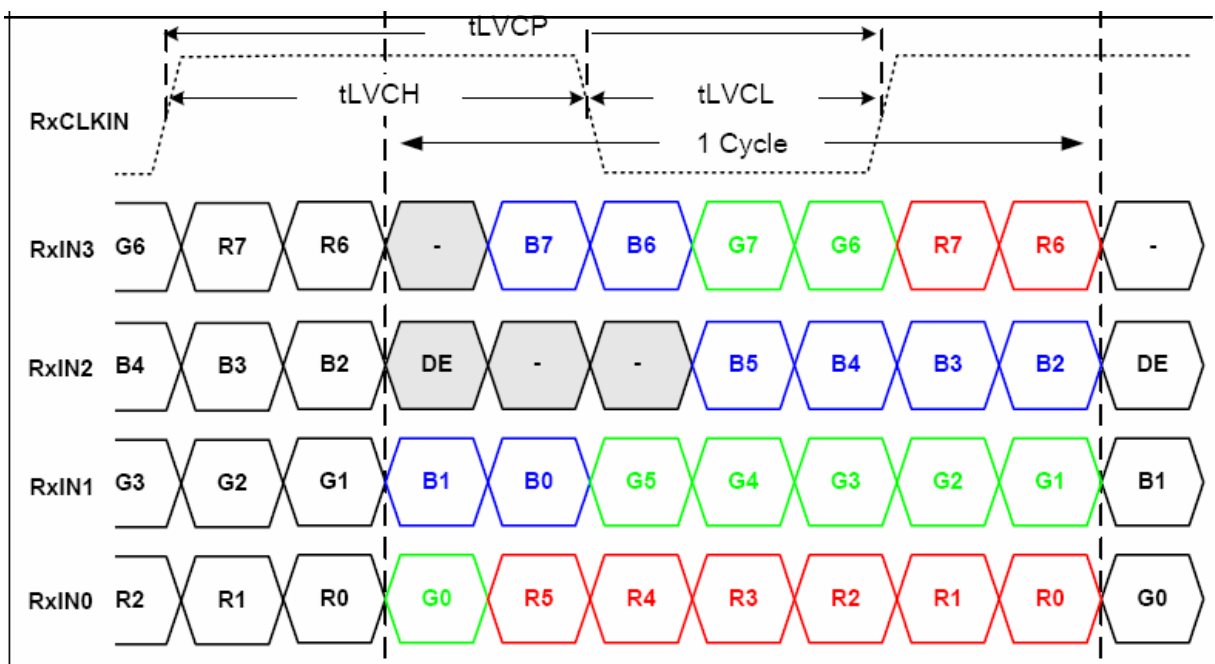 tLVCP
tLVCH tLVCL
RxCLKIN
1 Cycle
RxIN3 G6 R7 R6 - B7 B6 G7 G6 R7 R6 -
RxIN2 B4 B3 B2 DE - - B5 B4 B3 B2 DE
RxIN1 G3 G2 G1 B1 B0 G5 G4 G3 G2 G1 B1
RxIN0 R2 R1 R0 G0 R5 R4 R3 R2 R1 R0 G0